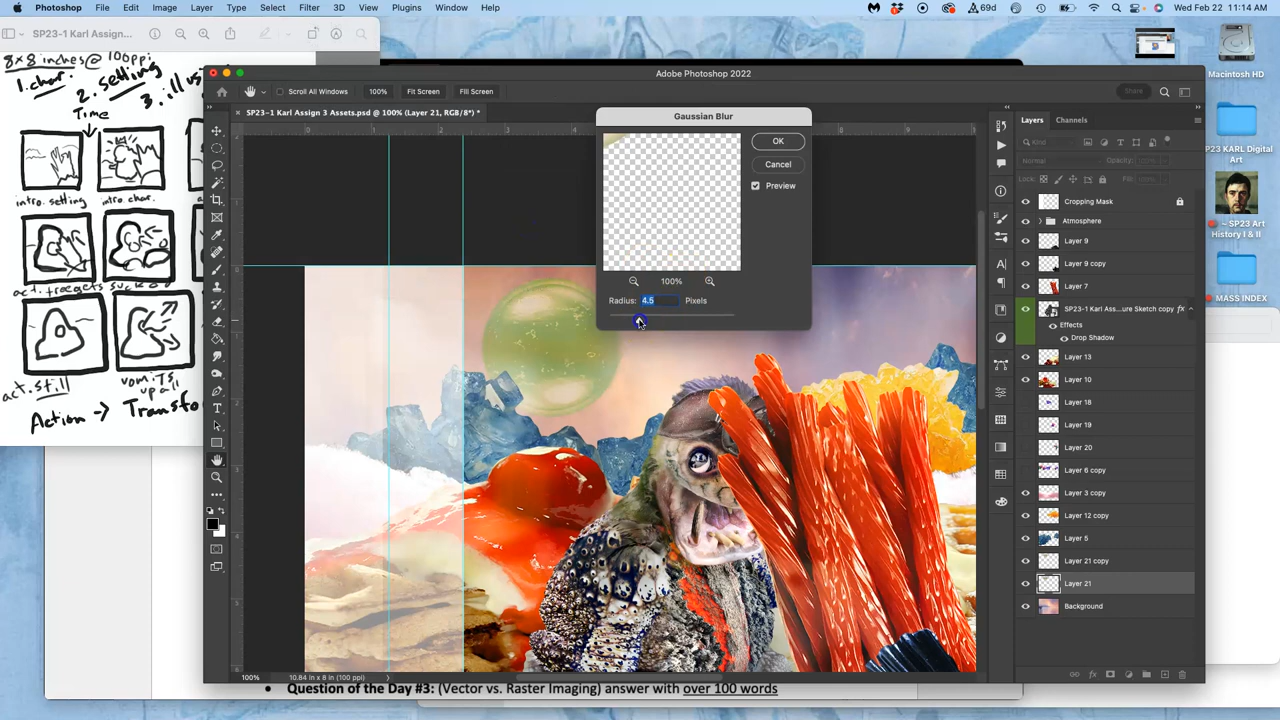 Photoshop File Edit Image Layer Type Select Filter 3D View Plugins Window Help
69d
Wed Feb 22 11:14 AM
SP23-1 Karl Assign...
8x8 inches @ 100ppi
1. char. 2. setting
Time
intro. setting intro. char.
act. still
Action → Transfo
Adobe Photoshop 2022
Scroll All Windows 100% Fit Screen Fill Screen
Share
SP23-1 Karl Assign 3 Assets.psd @ 100% (Layer 21, RGB/8*) *
Gaussian Blur
OK
Cancel
Preview
100%
Radius: 4.5 Pixels
Layers Channels
Kind
Normal Opacity:
Lock: Fill:
Cropping Mask
Atmosphere
Layer 9
Layer 9 copy
Layer 7
SP23-1 Karl Ass...ure Sketch copy fx
Effects
Drop Shadow
Layer 13
Layer 10
Layer 18
Layer 19
Layer 20
Layer 6 copy
Layer 3 copy
Layer 12 copy
Layer 5
Layer 21 copy
Layer 21
Background
100% 10.84 in x 8 in (100 ppi)
Question of the Day #3: (Vector vs. Raster Imaging) answer with over 100 words
Macintosh HD
SP23 KARL Digital Art
~ SP23 Art History I & II
MASS INDEX